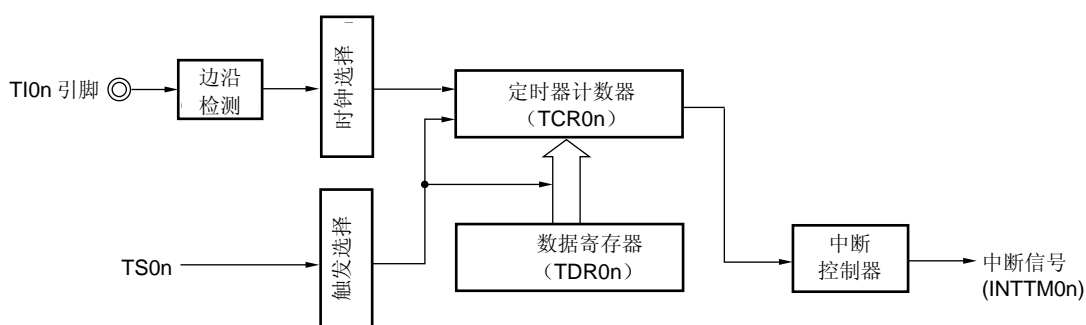 TI0n 引脚
边沿
检测
时钟选择
定时器计数器
（TCR0n）
TS0n
触发选择
数据寄存器
（TDR0n）
中断
控制器
中断信号
(INTTM0n)